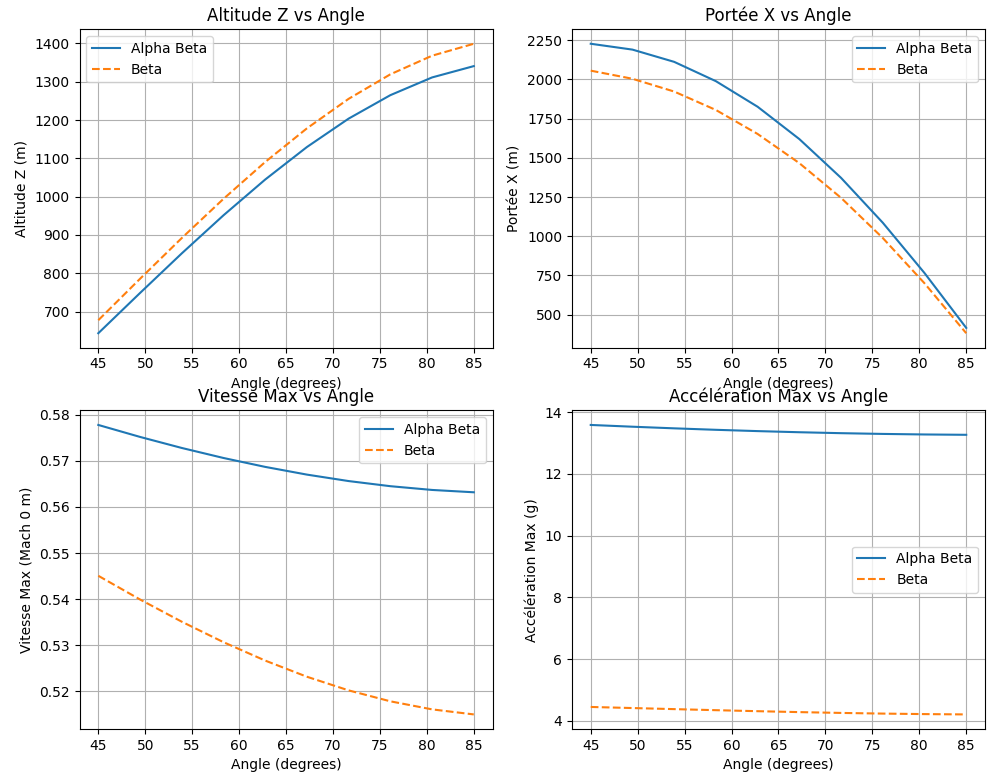 Altitude Z vs Angle
Altitude Z (m)
1400
1300
1200
1100
1000
900
800
700
Alpha Beta
Beta
45 50 55 60 65 70 75 80 85
Angle (degrees)
Portée X vs Angle
Portée X (m)
2250
2000
1750
1500
1250
1000
750
500
Alpha Beta
Beta
45 50 55 60 65 70 75 80 85
Angle (degrees)
Vitesse Max vs Angle
Vitesse Max (Mach 0 m)
0.58
0.57
0.56
0.55
0.54
0.53
0.52
Alpha Beta
Beta
45 50 55 60 65 70 75 80 85
Angle (degrees)
Accélération Max vs Angle
Accélération Max (g)
14
12
10
8
6
4
Alpha Beta
Beta
45 50 55 60 65 70 75 80 85
Angle (degrees)